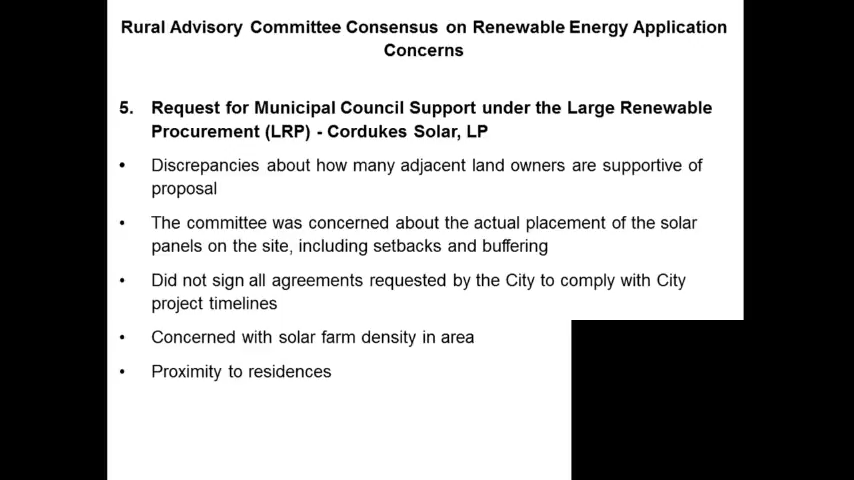 Rural Advisory Committee Consensus on Renewable Energy Application
Concerns
5. Request for Municipal Council Support under the Large Renewable
Procurement (LRP) - Cordukes Solar, LP
• Discrepancies about how many adjacent land owners are supportive of
proposal
• The committee was concerned about the actual placement of the solar
panels on the site, including setbacks and buffering
• Did not sign all agreements requested by the City to comply with City
project timelines
• Concerned with solar farm density in area
• Proximity to residences